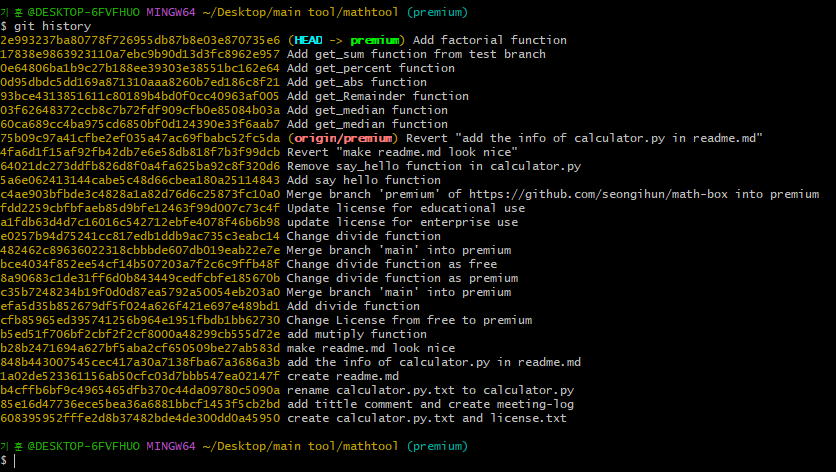 기 훈@DESKTOP-6FVFHUO MINGW64 ~/Desktop/main tool/mathtool (premium)
$ git history
2e993237ba80778f726955db87b8e03e870735e6 (HEAD -> premium) Add factorial function
17838e9863923110a7ebc9b90d13d3fc8962e957 Add get_sum function from test branch
0e64806ba1b9c27b188ee39303e38551bc162e64 Add get_percent function
0d95dbdc5dd169a871310aaa8260b7ed186c8f21 Add get_abs function
93bce4313851611c80189b4bd0f0cc40963af005 Add get_Remainder function
03f62648372ccb8c7b72fdf909cfb0e85084b03a Add get_median function
60ca689cc4ba975cd6850bf0d124390e33f6aab7 Add get_median function
75b09c97a41cfbe2ef035a47ac69fbabc52fc5da (origin/premium) Revert "add the info of calculator.py in readme.md"
4fa6d1f15af92fb42db7e6e58db818f7b3f99dcb Revert "make readme.md look nice"
64021dc273ddfb826d8f0a4fa625ba92c8f320d6 Remove say_hello function in calculator.py
5a6e062413144cabe5c48d66cbea180a25114843 Add say hello function
c4ae903bfbde3c4828a1a82d76d6c25873fc10a0 Merge branch 'premium' of https://github.com/seongihun/math-box into premium
fdd2259cbfbfaeb85d9bfe12463f99d007c73c4f Update license for educational use
a1fdb63d4d7c16016c542712ebfe4078f46b6b98 update license for enterprise use
e0257b94d75241cc817edb1ddb9ac735c3eabc14 Change divide function
482462c89636022318cbbbde607db019eab22e7e Merge branch 'main' into premium
bce4034f852ee54cf14b507203a7f2c6c9ffb48f Change divide function as free
8a90683c1de31ff6d0b843449cedfcbfe185670b Change divide function as premium
c35b7248234b19f0d0d87ea5792a50054eb203a0 Merge branch 'main' into premium
efa5d35b852679df5f024a626f421e697e489bd1 Add divide function
cfb85965ed395741256b964e1951fbdb1bb62730 Change License from free to premium
b5ed51f706bf2cbf2f2cf8000a48299cb555d72e add mutiply function
b28b2471694a627bf5aba2cf650509be27ab583d make readme.md look nice
848b443007545cec417a30a7138fba67a3686a3b add the info of calculator.py in readme.md
1a02de523361156ab50cfc03d7bbb547ea02147f create readme.md
b4cffb6bf9c4965465dfb370c44da09780c5090a rename calculator.py.txt to calculator.py
85e16d47736ece5bea36a6881bbcf1453f5cb2bd add tittle comment and create meeting-log
608395952fffe2d8b37482bde4de300dd0a45950 create calculator.py.txt and license.txt
기 훈@DESKTOP-6FVFHUO MINGW64 ~/Desktop/main tool/mathtool (premium)
$